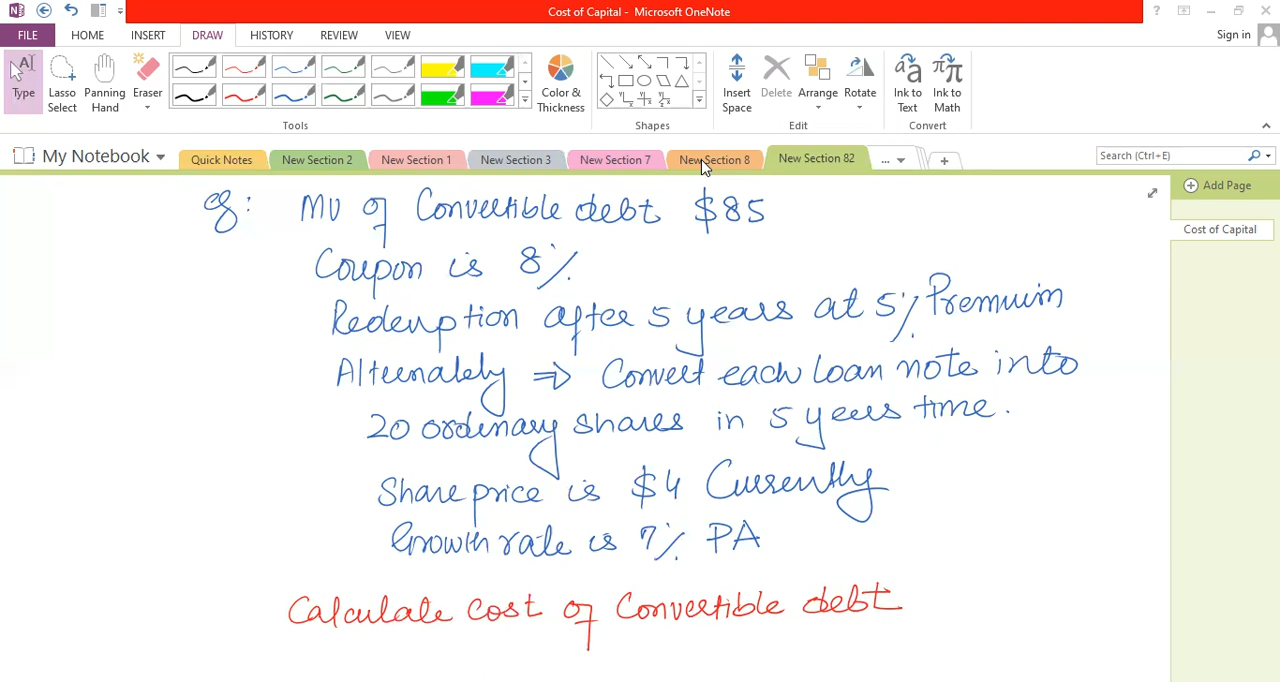 Cost of Capital - Microsoft OneNote
?
FILE HOME INSERT DRAW HISTORY REVIEW VIEW
Sign in
Type
Lasso Select
Panning Hand
Eraser
Color & Thickness
Insert Space
Delete
Arrange
Rotate
Ink to Text
Ink to Math
Tools Shapes Edit Convert
My Notebook Quick Notes New Section 2 New Section 1 New Section 3 New Section 7 New Section 8 New Section 82 ... +
Search (Ctrl+E)
Add Page
Cost of Capital
eg: MV of Convertible debt $85
Coupon is 8%
Redemption after 5 years at 5% Premuim
Alternately ⇒ Convert each loan note into
20 ordinary shares in 5 years time.
Share price is $4 Currently
Growth rate is 7% PA
Calculate Cost of Convertible debt